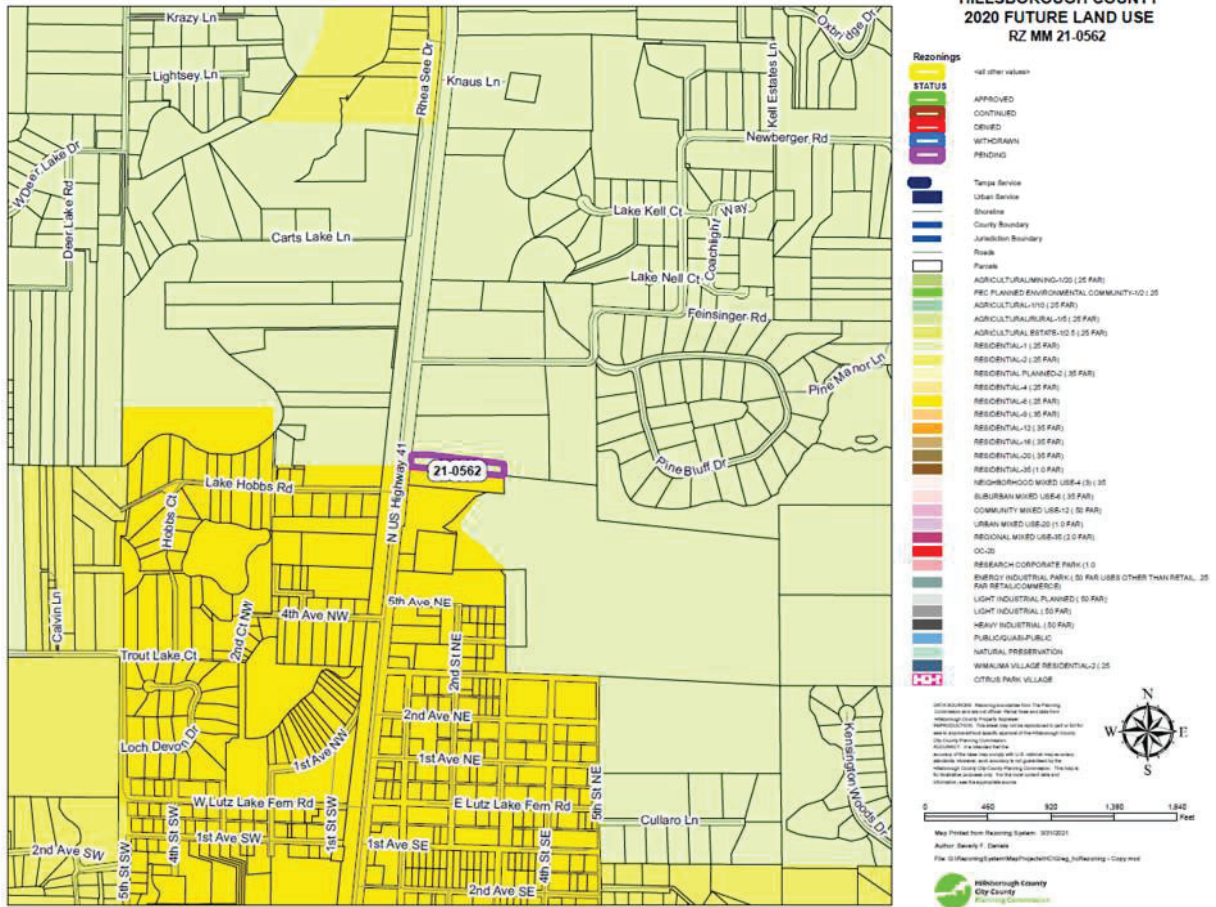 HILLSBOROUGH COUNTY
2020 FUTURE LAND USE
RZ MM 21-0562
Rezonings
<all other values>
STATUS
APPROVED
CONTINUED
DENIED
WITHDRAWN
PENDING
Tampa Service
Urban Service
Shoreline
County Boundary
Jurisdiction Boundary
Roads
Parcels
AGRICULTURAL/MINING-1/20 (.25 FAR)
PEC PLANNED ENVIRONMENTAL COMMUNITY-1/2 (.25
AGRICULTURAL-1/10 (.25 FAR)
AGRICULTURAL/RURAL-1/5 (.25 FAR)
AGRICULTURAL ESTATE-1/2.5 (.25 FAR)
RESIDENTIAL-1 (.25 FAR)
RESIDENTIAL-2 (.25 FAR)
RESIDENTIAL PLANNED-2 (.35 FAR)
RESIDENTIAL-4 (.25 FAR)
RESIDENTIAL-6 (.25 FAR)
RESIDENTIAL-9 (.35 FAR)
RESIDENTIAL-12 (.35 FAR)
RESIDENTIAL-16 (.35 FAR)
RESIDENTIAL-20 (.35 FAR)
RESIDENTIAL-35 (1.0 FAR)
NEIGHBORHOOD MIXED USE-4 (3) (.35
SUBURBAN MIXED USE-6 (.35 FAR)
COMMUNITY MIXED USE-12 (.50 FAR)
URBAN MIXED USE-20 (1.0 FAR)
REGIONAL MIXED USE-35 (2.0 FAR)
OC-20
RESEARCH CORPORATE PARK (1.0
ENERGY INDUSTRIAL PARK (.50 FAR USES OTHER THAN RETAIL, .25
FAR RETAIL/COMMERCE)
LIGHT INDUSTRIAL PLANNED (.50 FAR)
LIGHT INDUSTRIAL (.50 FAR)
HEAVY INDUSTRIAL (.50 FAR)
PUBLIC/QUASI-PUBLIC
NATURAL PRESERVATION
WIMAUMA VILLAGE RESIDENTIAL-2 (.25
CITRUS PARK VILLAGE
N
W E
S
0 460 920 1,380 1,840
Feet
Map Printed from Rezoning System:
Author: Beverly F. Daniels
Hillsborough County
City-County
Planning Commission
Krazy Ln
Lightsey Ln
Rhea See Dr
Knaus Ln
Kell Estates Ln
Oxbridge Dr
Newberger Rd
W Deer Lake Dr
Deer Lake Rd
Carts Lake Ln
Lake Kell Ct
Coachlight Way
Lake Nell Ct
Feinsinger Rd
Pine Manor Ln
Pine Bluff Dr
N US Highway 41
21-0562
Lake Hobbs Rd
Hobbs Ct
Calvin Ln
2nd Ct NW
4th Ave NW
5th Ave NE
2nd St NE
Trout Lake Ct
2nd Ave NE
Loch Devon Dr
1st Ave NW
1st Ave NE
5th St NE
Kensington Woods Dr
W Lutz Lake Fern Rd
E Lutz Lake Fern Rd
Cullaro Ln
4th St SW
1st St SW
1st Ave SW
1st Ave SE
4th St SE
2nd Ave SW
5th St SW
2nd Ave SE